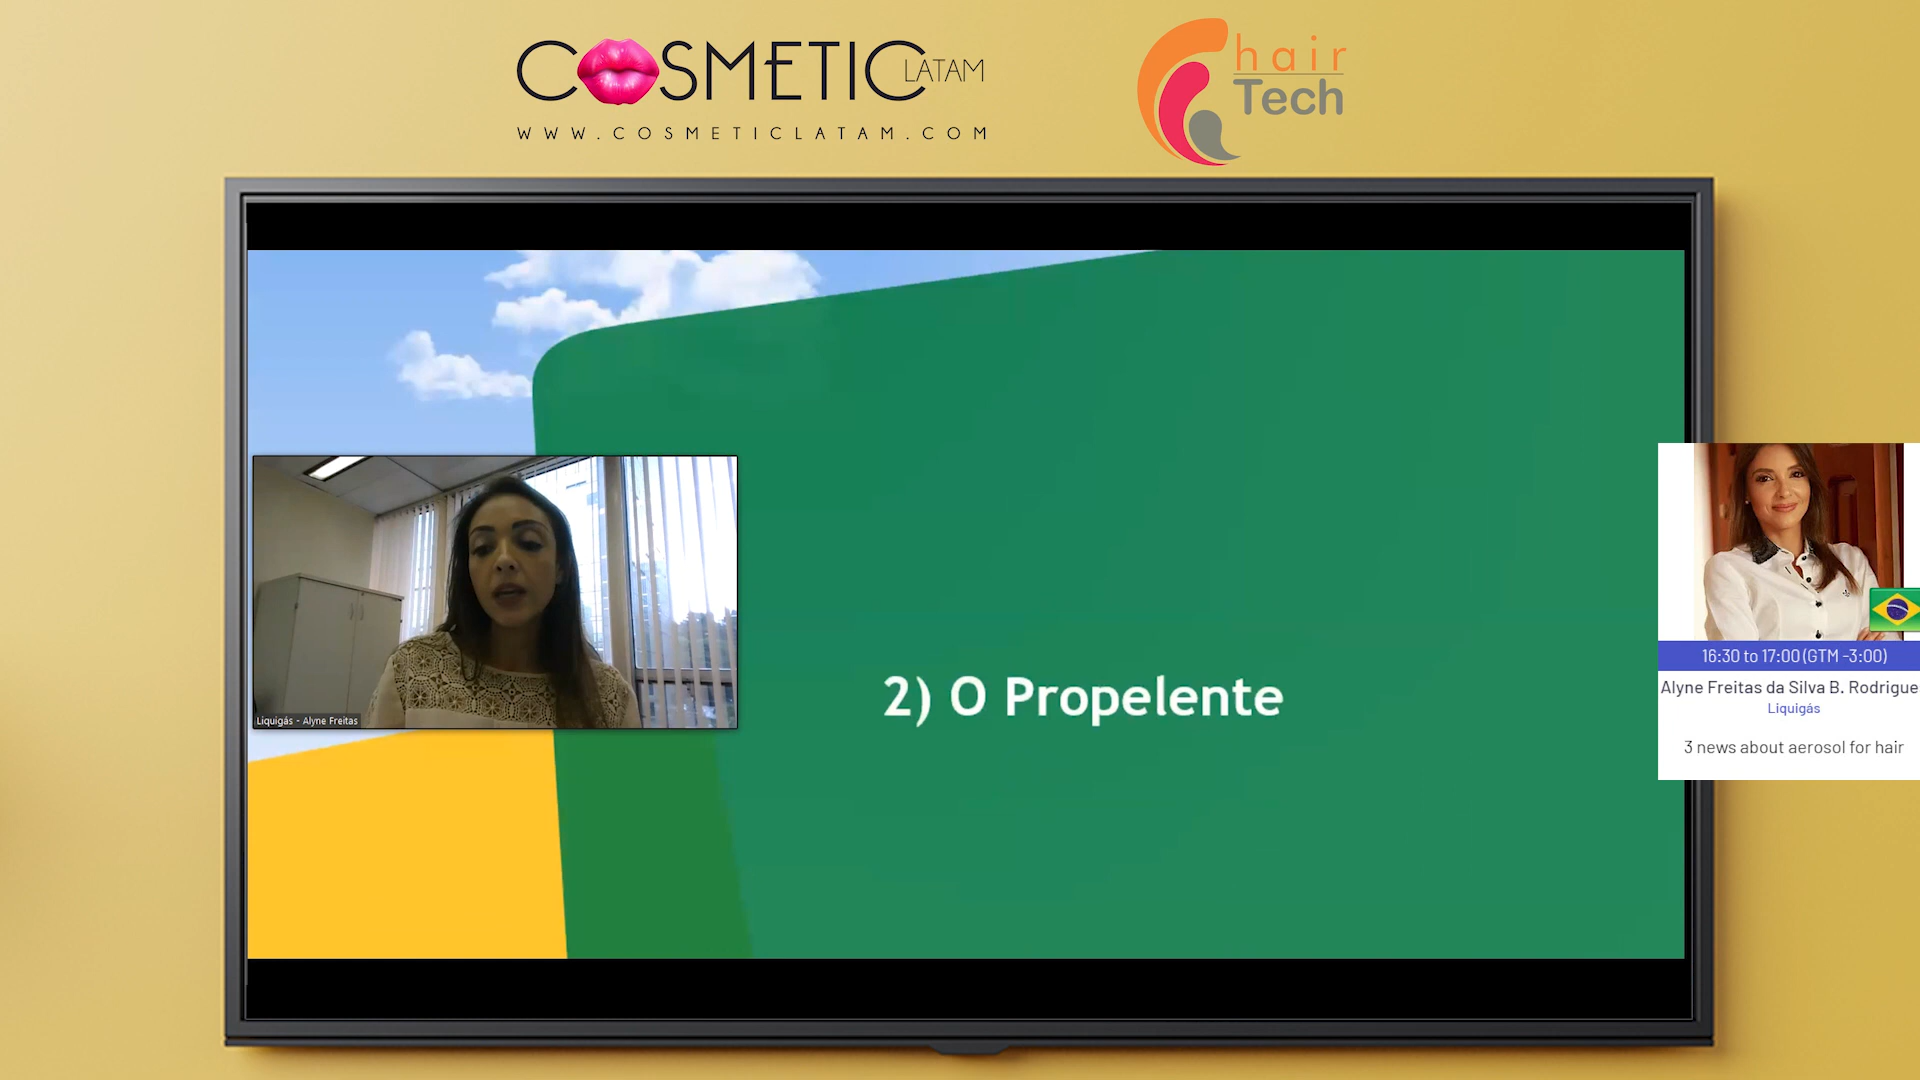 COSMETIC LATAM
WWW.COSMETICLATAM.COM
hair
Tech
Liquigás - Alyne Freitas
2) O Propelente
16:30 to 17:00 (GTM -3:00)
Alyne Freitas da Silva B. Rodrigue
Liquigás
3 news about aerosol for hair